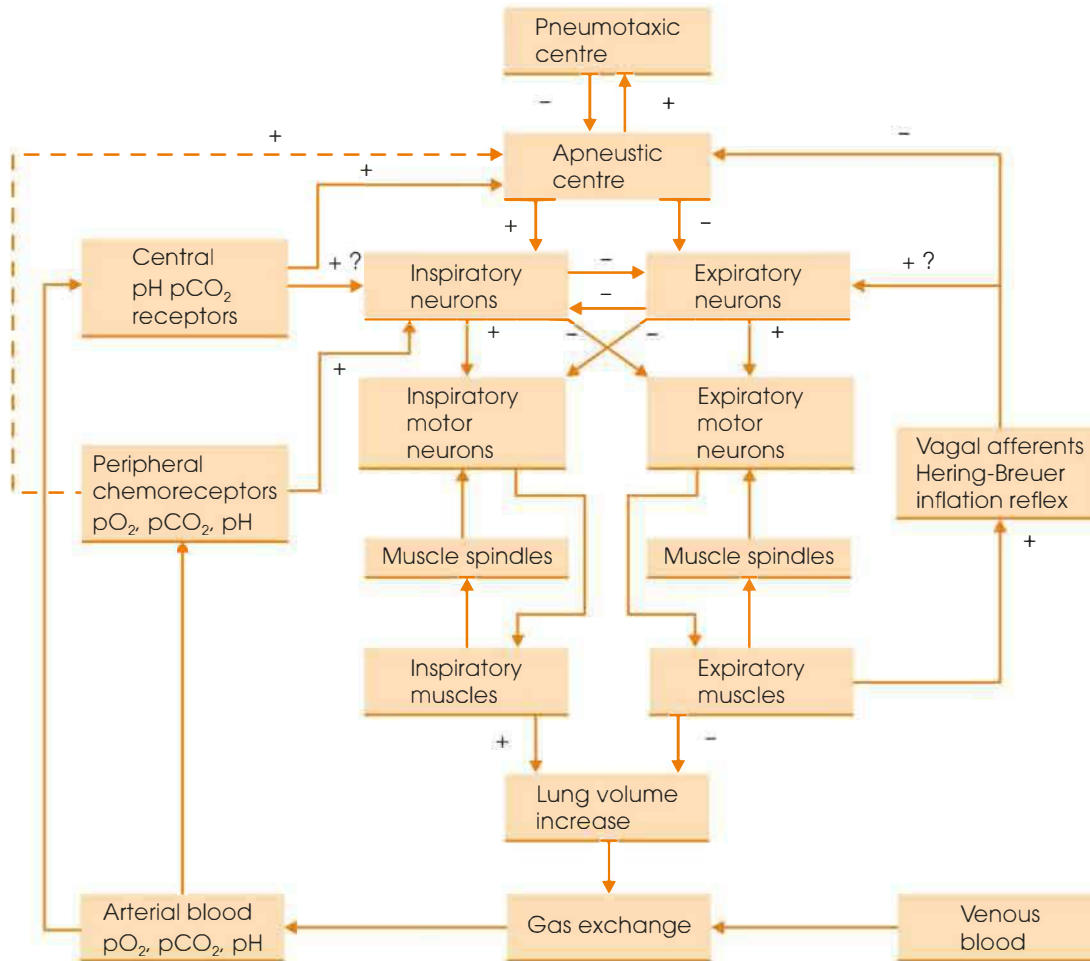 Pneumotaxic
centre
−
+
+
−
Apneustic
centre
+
+
−
Central
pH pCO₂
receptors
+ ?
Inspiratory
neurons
−
−
Expiratory
neurons
+ ?
+
+
−
−
+
Inspiratory
motor
neurons
Expiratory
motor
neurons
Peripheral
chemoreceptors
pO₂, pCO₂, pH
Vagal afferents
Hering-Breuer
inflation reflex
+
Muscle spindles
Muscle spindles
Inspiratory
muscles
Expiratory
muscles
+
−
Lung volume
increase
Arterial blood
pO₂, pCO₂, pH
Gas exchange
Venous
blood